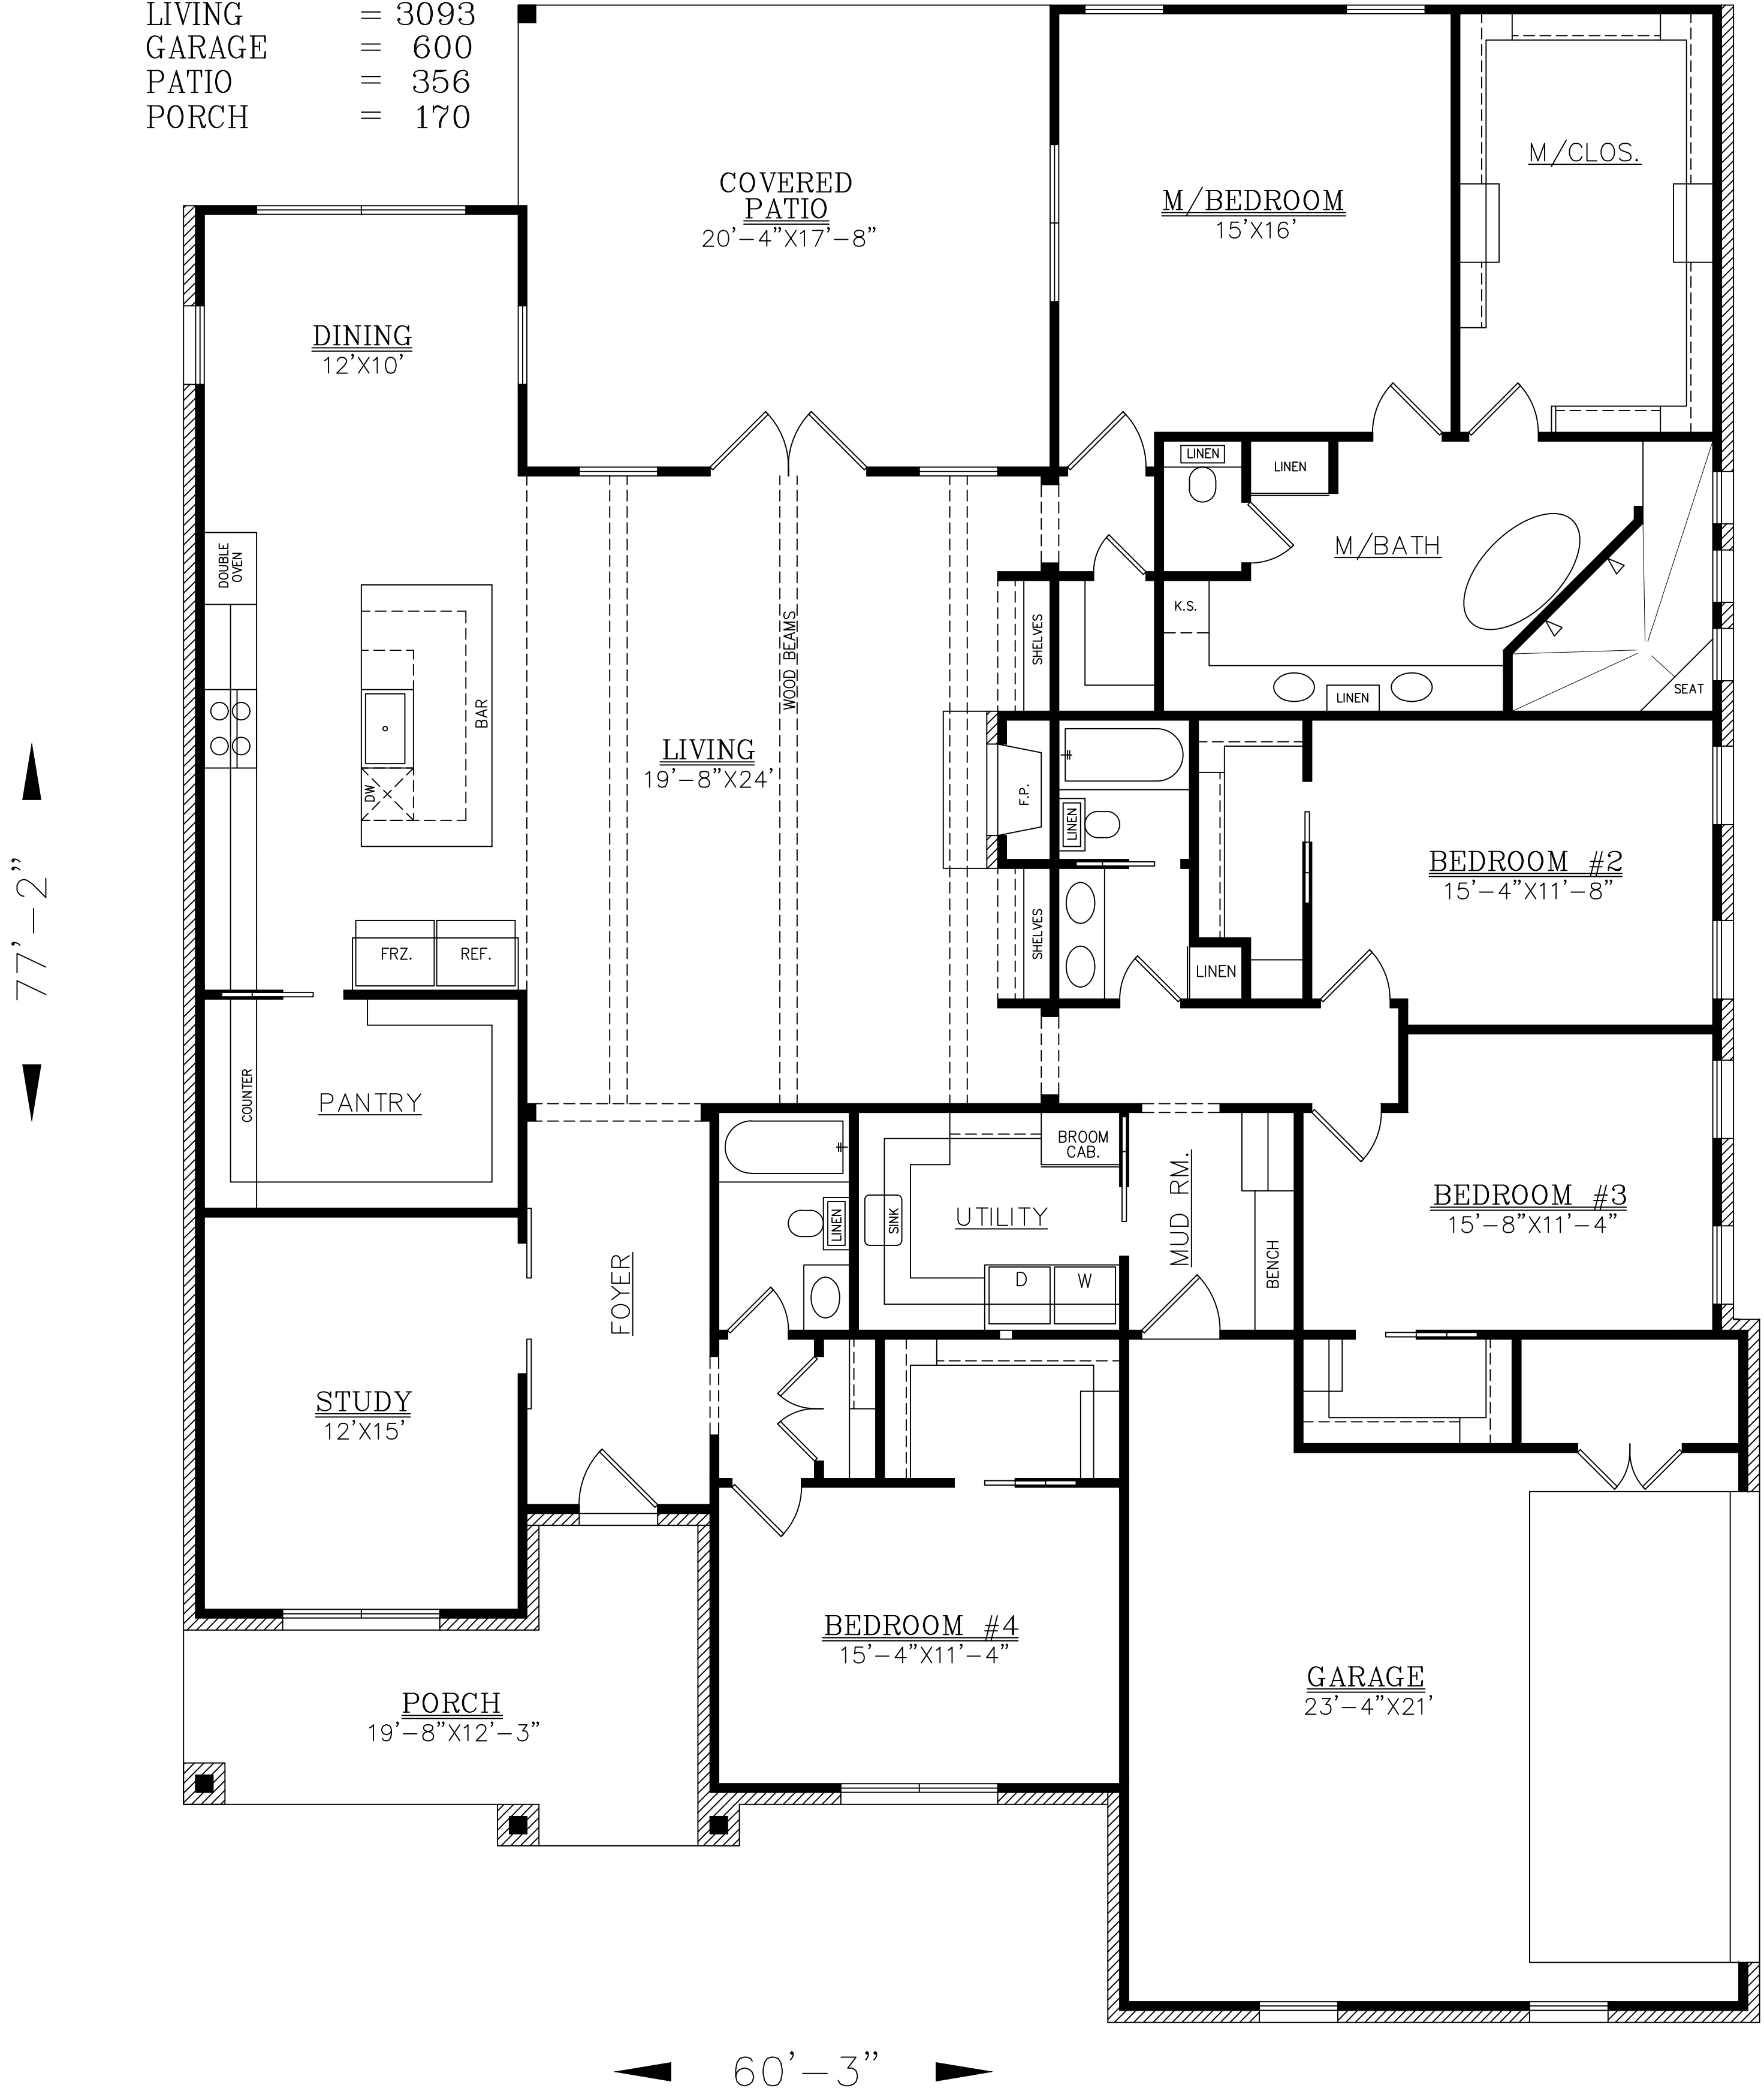 LIVING = 3093
GARAGE = 600
PATIO = 356
PORCH = 170
COVERED
PATIO
20'-4"X17'-8"
M/BEDROOM
15'X16'
M/CLOS.
DINING
12'X10'
LINEN
LINEN
M/BATH
DOUBLE
OVEN
K.S.
SHELVES
WOOD BEAMS
BAR
LINEN
SEAT
LIVING
19'-8"X24'
DW
F.P.
LINEN
BEDROOM #2
15'-4"X11'-8"
77'-2"
FRZ.
REF.
SHELVES
LINEN
COUNTER
PANTRY
BROOM
CAB.
MUD RM.
BEDROOM #3
15'-8"X11'-4"
LINEN
SINK
UTILITY
BENCH
D
W
FOYER
STUDY
12'X15'
BEDROOM #4
15'-4"X11'-4"
GARAGE
23'-4"X21'
PORCH
19'-8"X12'-3"
60'-3"